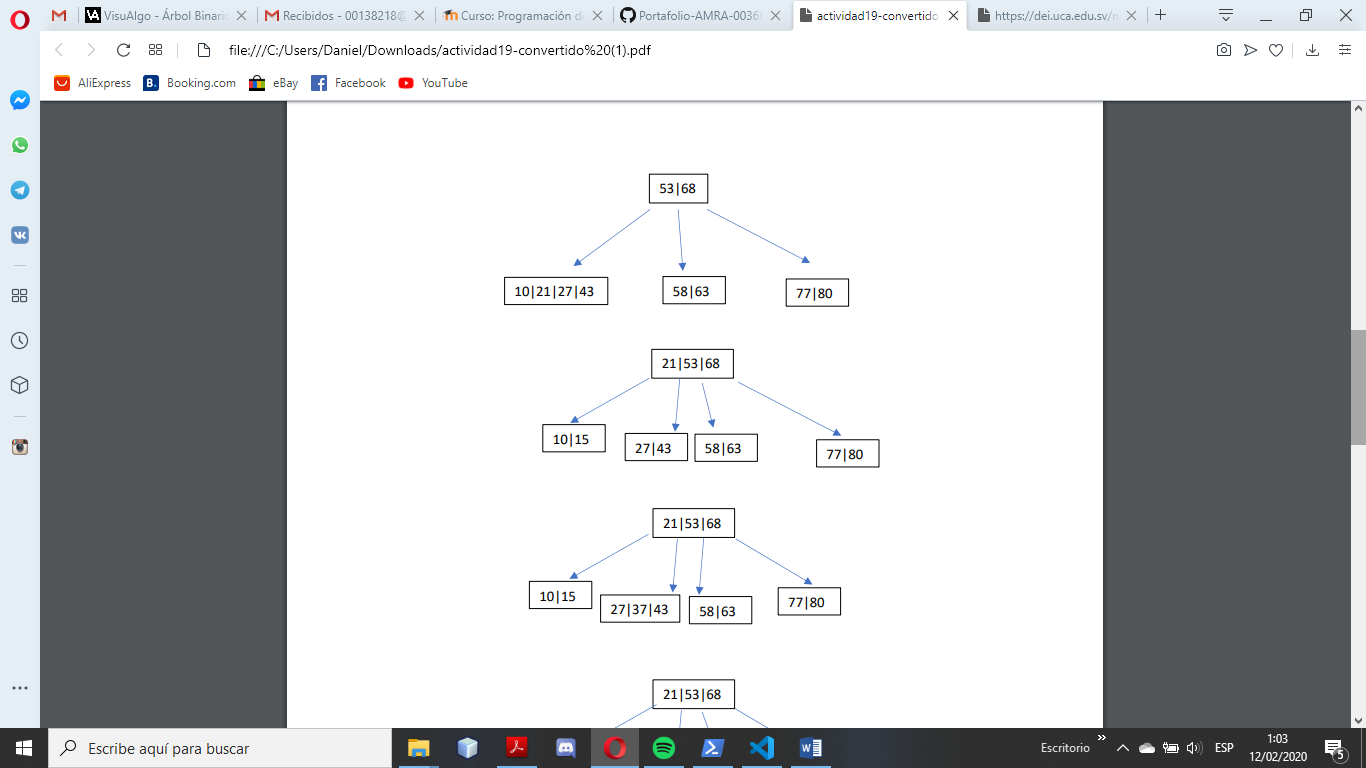 VisuAlgo - Árbol Binari
Recibidos - 00138218@
Curso: Programación d
Portafolio-AMRA-0036
actividad19-convertido
https://dei.uca.edu.sv/
file:///C:/Users/Daniel/Downloads/actividad19-convertido%20(1).pdf
AliExpress
Booking.com
eBay
Facebook
YouTube
53|68
10|21|27|43
58|63
77|80
21|53|68
10|15
27|43
58|63
77|80
21|53|68
10|15
27|37|43
58|63
77|80
21|53|68
Escribe aquí para buscar
Escritorio
ESP
1:03
12/02/2020
5